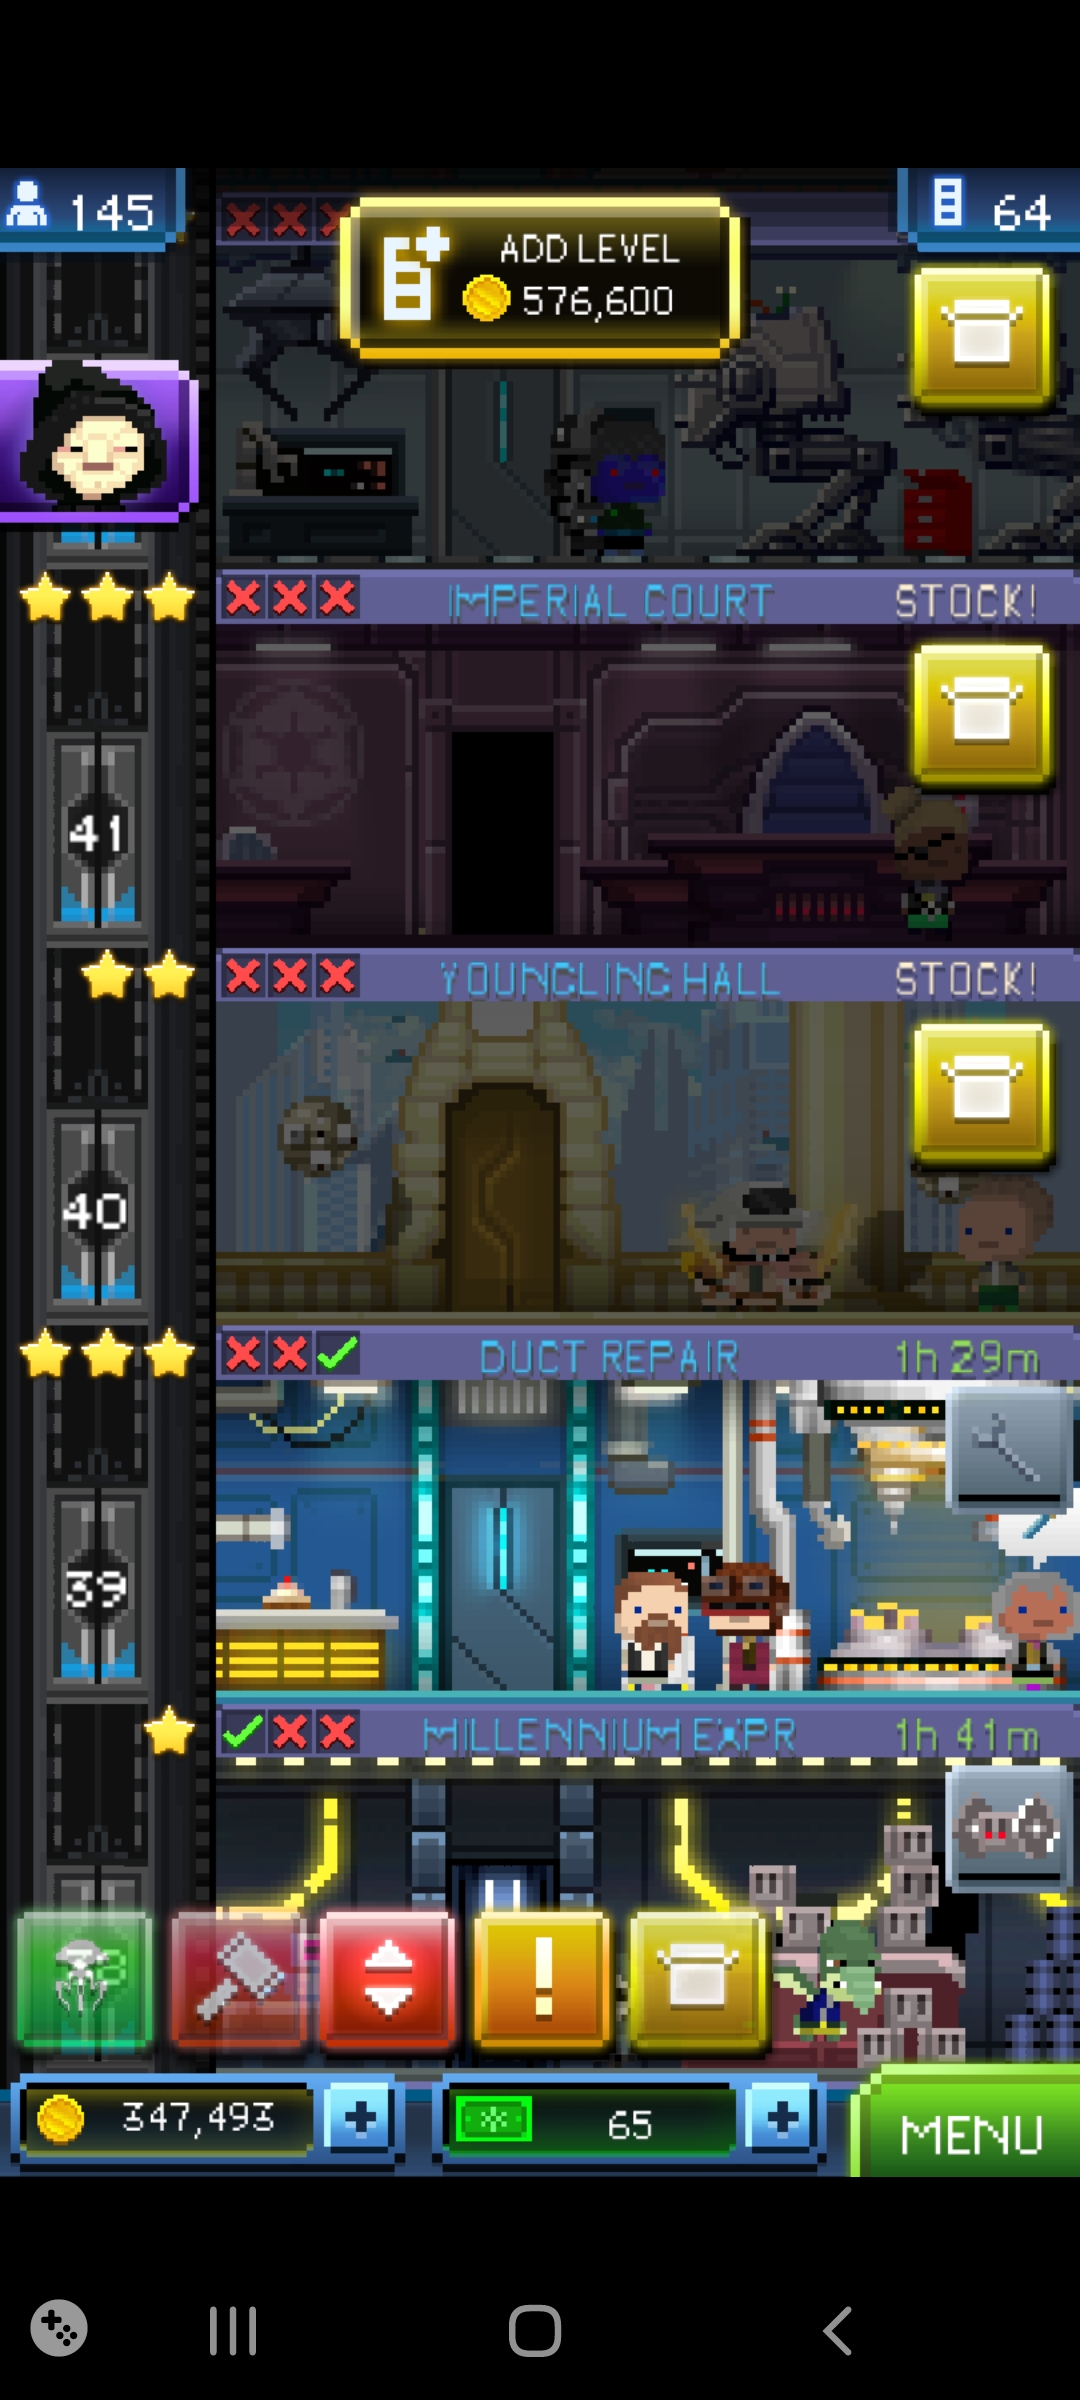 145
64
ADD LEVEL
576,600
IMPERIAL COURT STOCK!
41
YOUNGLING HALL STOCK!
40
DUCT REPAIR 1h 29m
39
MILLENNIUM EXPR 1h 41m
!
347,493
65
MENU